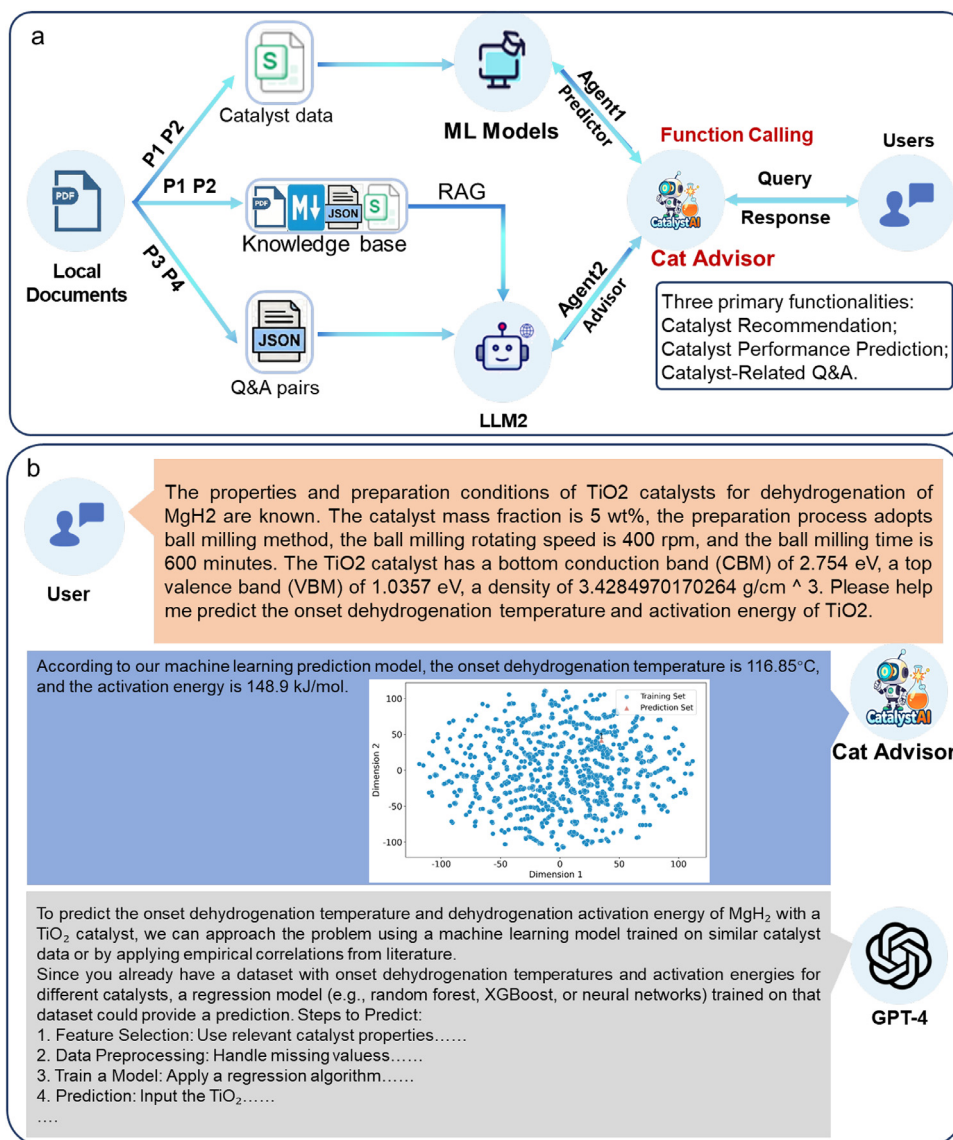 a
PDF
Local
Documents
P1 P2
P1 P2
P3 P4
S
Catalyst data
PDF
M
JSON
S
Knowledge base
RAG
JSON
Q&A pairs
ML Models
LLM2
Agent1
Predictor
Agent2
Advisor
Function Calling
CatalystAI
Cat Advisor
Query
Response
Users
Three primary functionalities:
Catalyst Recommendation;
Catalyst Performance Prediction;
Catalyst-Related Q&A.
b
User
The properties and preparation conditions of TiO2 catalysts for dehydrogenation of
MgH2 are known. The catalyst mass fraction is 5 wt%, the preparation process adopts
ball milling method, the ball milling rotating speed is 400 rpm, and the ball milling time is
600 minutes. The TiO2 catalyst has a bottom conduction band (CBM) of 2.754 eV, a top
valence band (VBM) of 1.0357 eV, a density of 3.4284970170264 g/cm ^ 3. Please help
me predict the onset dehydrogenation temperature and activation energy of TiO2.
According to our machine learning prediction model, the onset dehydrogenation temperature is 116.85°C,
and the activation energy is 148.9 kJ/mol.
Training Set
Prediction Set
Dimension 2
100
50
0
-50
-100
-100
-50
0
50
100
Dimension 1
CatalystAI
Cat Advisor
To predict the onset dehydrogenation temperature and dehydrogenation activation energy of MgH₂ with a
TiO₂ catalyst, we can approach the problem using a machine learning model trained on similar catalyst
data or by applying empirical correlations from literature.
Since you already have a dataset with onset dehydrogenation temperatures and activation energies for
different catalysts, a regression model (e.g., random forest, XGBoost, or neural networks) trained on that
dataset could provide a prediction. Steps to Predict:
1. Feature Selection: Use relevant catalyst properties……
2. Data Preprocessing: Handle missing valuess……
3. Train a Model: Apply a regression algorithm……
4. Prediction: Input the TiO₂……
….
GPT-4